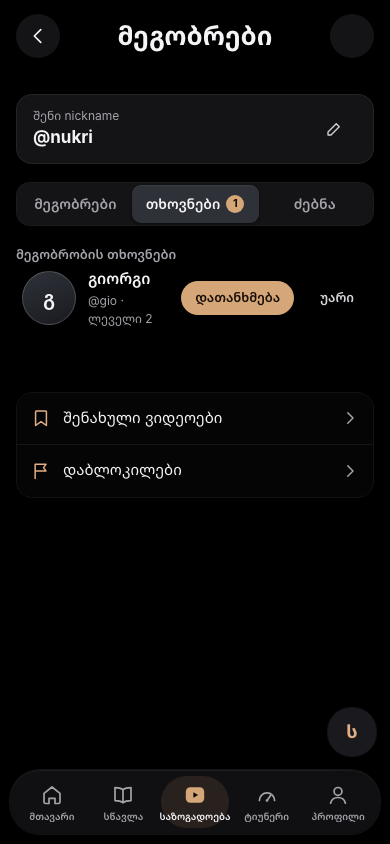 მეგობრები
შენი nickname
@nukri
მეგობრები
თხოვნები 1
ძებნა
მეგობრობის თხოვნები
გ
გიორგი
@gio ·
ლეველი 2
დათანხმება
უარი
შენახული ვიდეოები
დაბლოკილები
ს
მთავარი
სწავლა
საზოგადოება
ტიუნერი
პროფილი